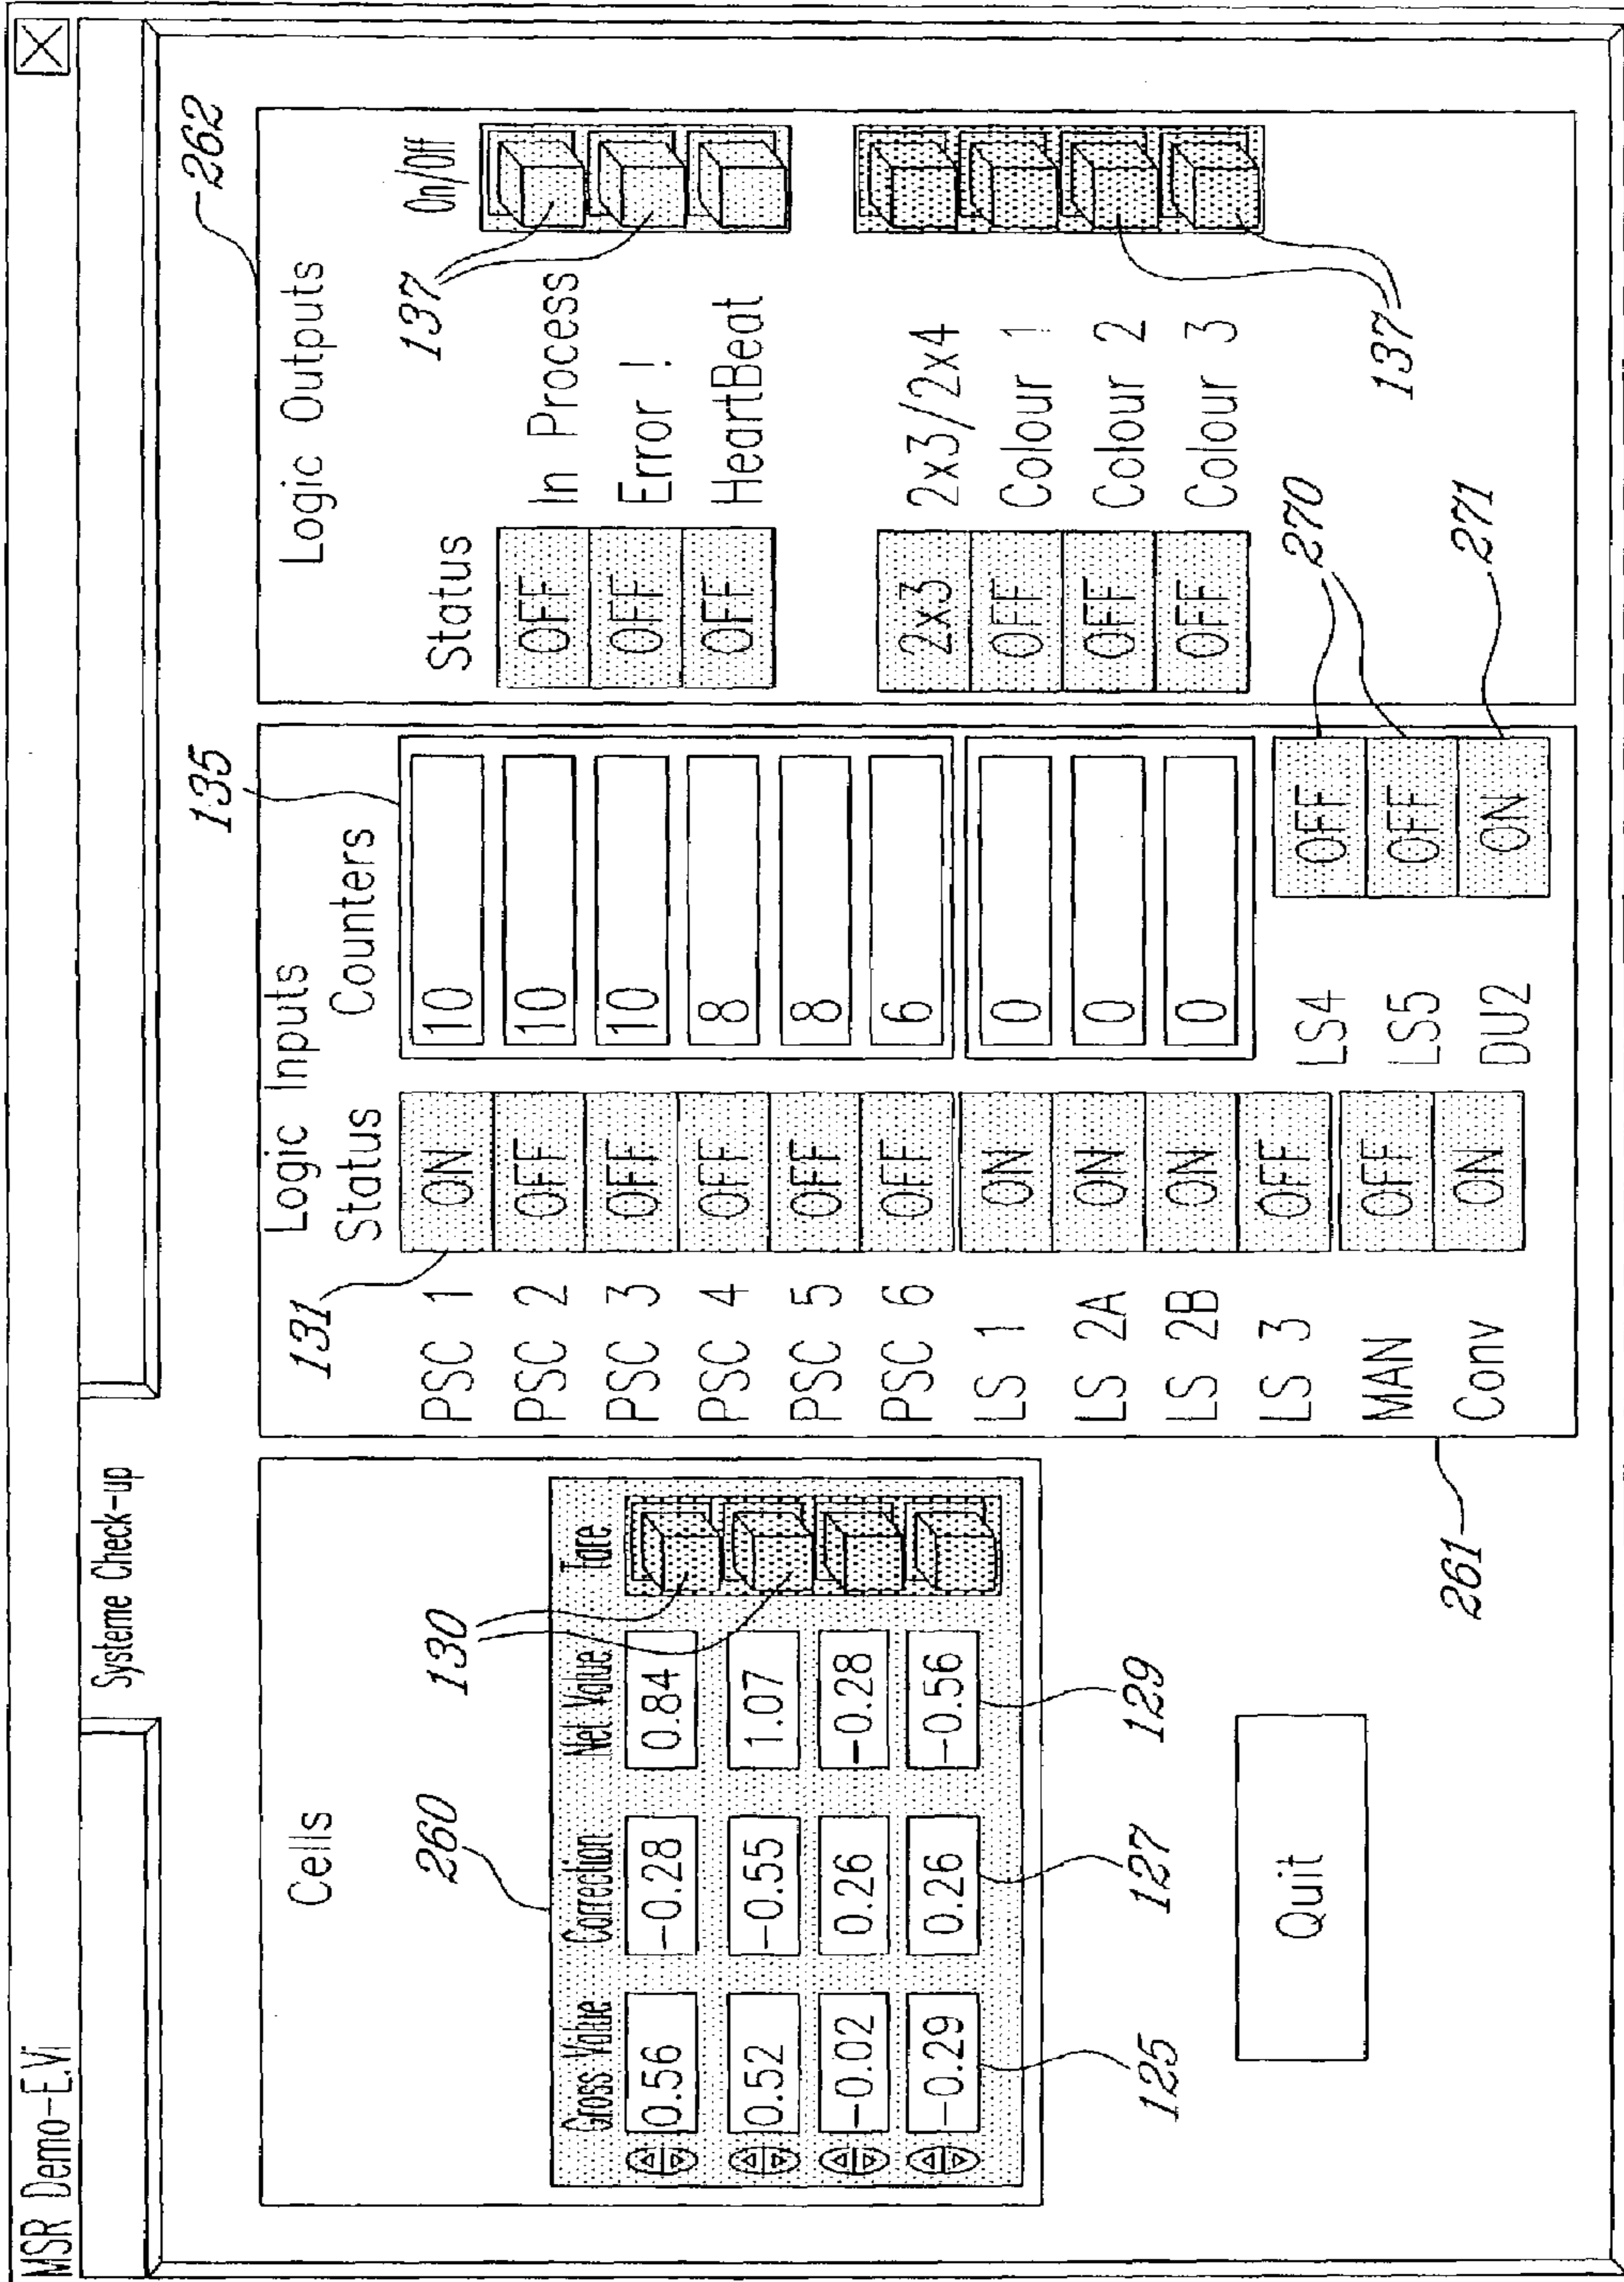 MSR Demo-E.Vi
Systeme Check-up
Cells
260
130
Gross Value Correction Net Value Tare
0.56 -0.28 0.84
0.52 -0.55 1.07
-0.02 0.26 -0.28
-0.29 0.26 -0.56
125 127 129
Quit
261
135
Logic Inputs
131
Status Counters
PSC 1 ON 10
PSC 2 OFF 10
PSC 3 OFF 10
PSC 4 OFF 8
PSC 5 OFF 8
PSC 6 OFF 6
LS 1 ON 0
LS 2A ON 0
LS 2B ON 0
LS 3 OFF LS4 OFF
MAN OFF LS5 OFF
Conv ON DU2 ON
270
271
262
Logic Outputs
137
Status On/Off
OFF In Process
OFF Error !
OFF HeartBeat
2x3 2x3/2x4
OFF Colour 1
OFF Colour 2
OFF Colour 3
137